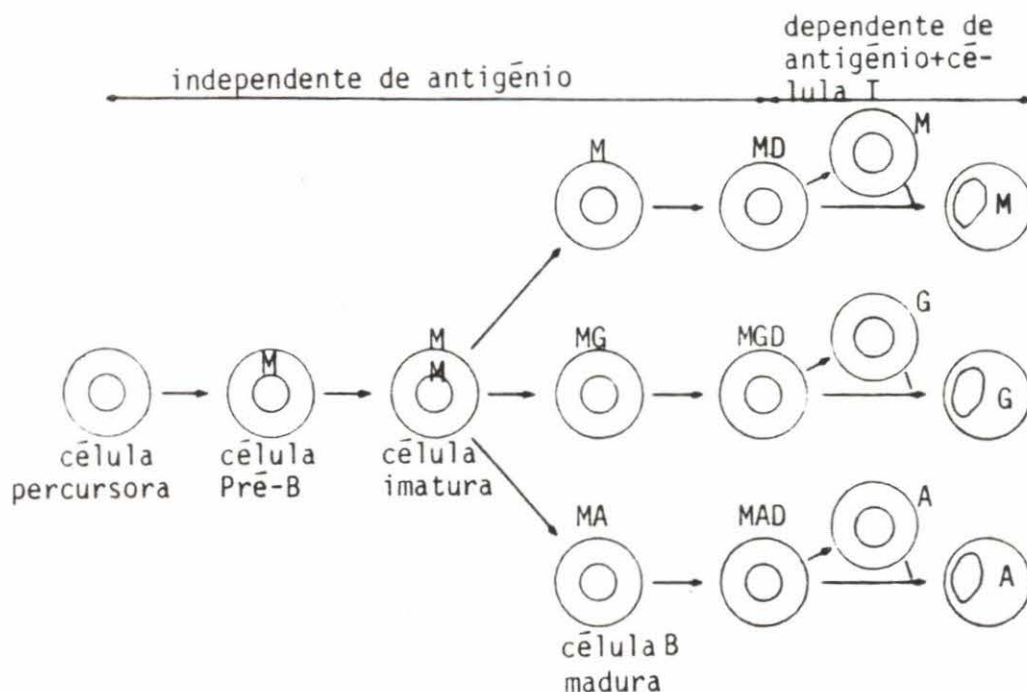 dependente de
antigénio+cé-
lula T
independente de antigénio
M
M
MD
M
MG
MGD
G
G
M
M
M
célula
percursora
célula
Pré-B
célula
imatura
MA
MAD
A
A
célula B
madura